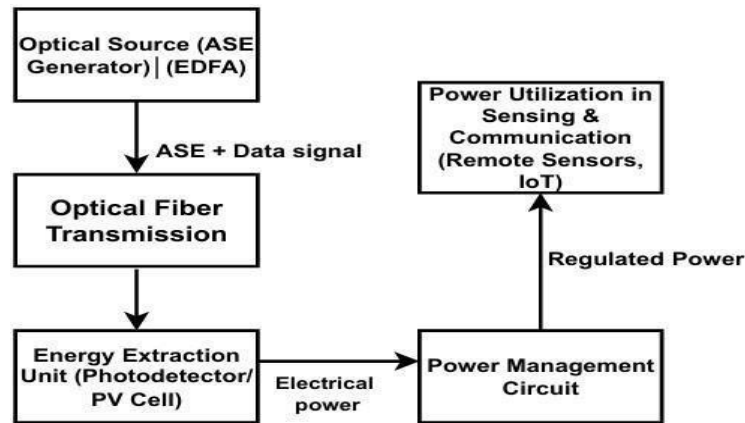 Optical Source (ASE
Generator)| (EDFA)
ASE + Data signal
Optical Fiber
Transmission
Energy Extraction
Unit (Photodetector/
PV Cell)
Electrical
power
Power Management
Circuit
Regulated Power
Power Utilization in
Sensing &
Communication
(Remote Sensors,
IoT)